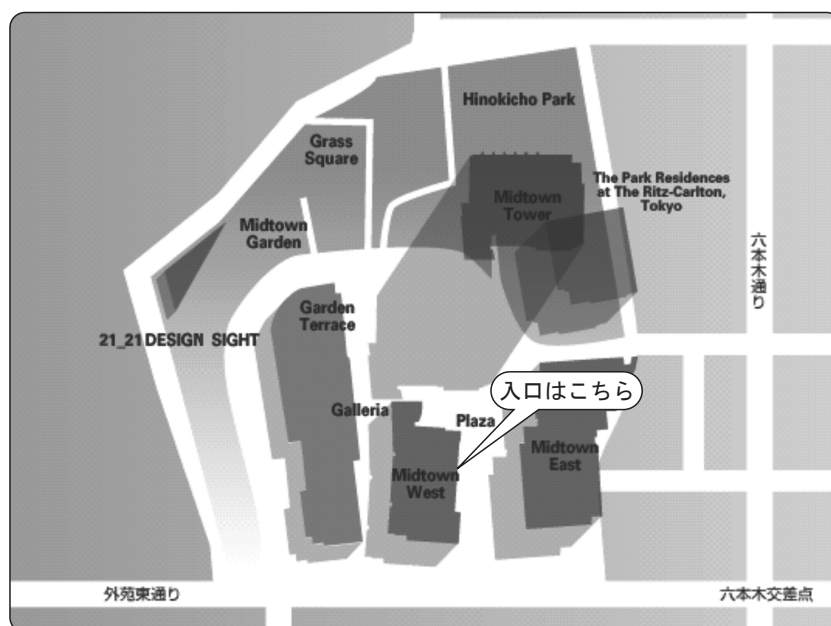 Hinokicho Park
Grass
Square
The Park Residences
at The Ritz-Carlton,
Tokyo
Midtown
Tower
Midtown
Garden
六本木通り
Garden
Terrace
21_21 DESIGN SIGHT
入口はこちら
Galleria
Plaza
Midtown
East
Midtown
West
外苑東通り
六本木交差点